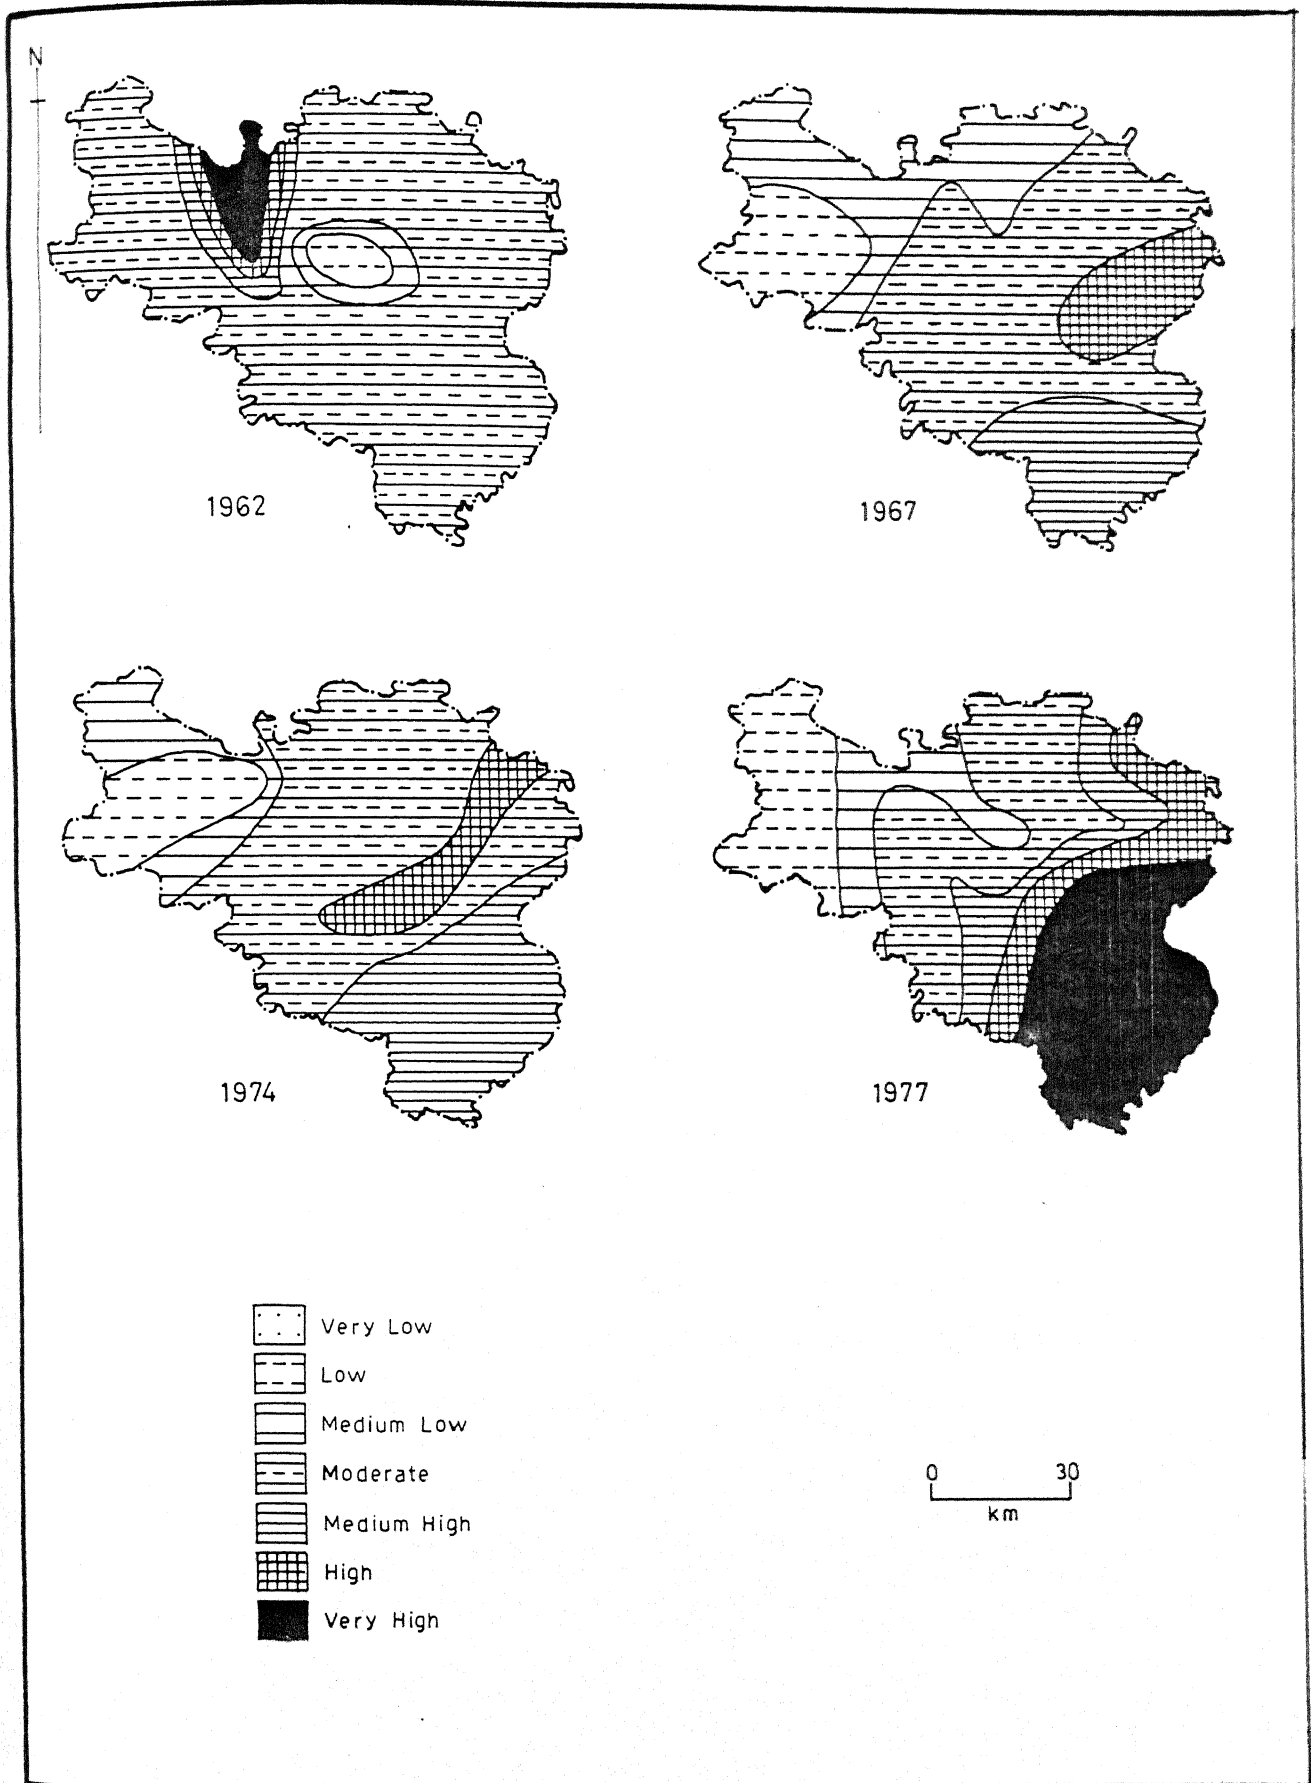 N
1962
1967
1974
1977
Very Low
Low
Medium Low
Moderate
Medium High
High
Very High
0 30
km